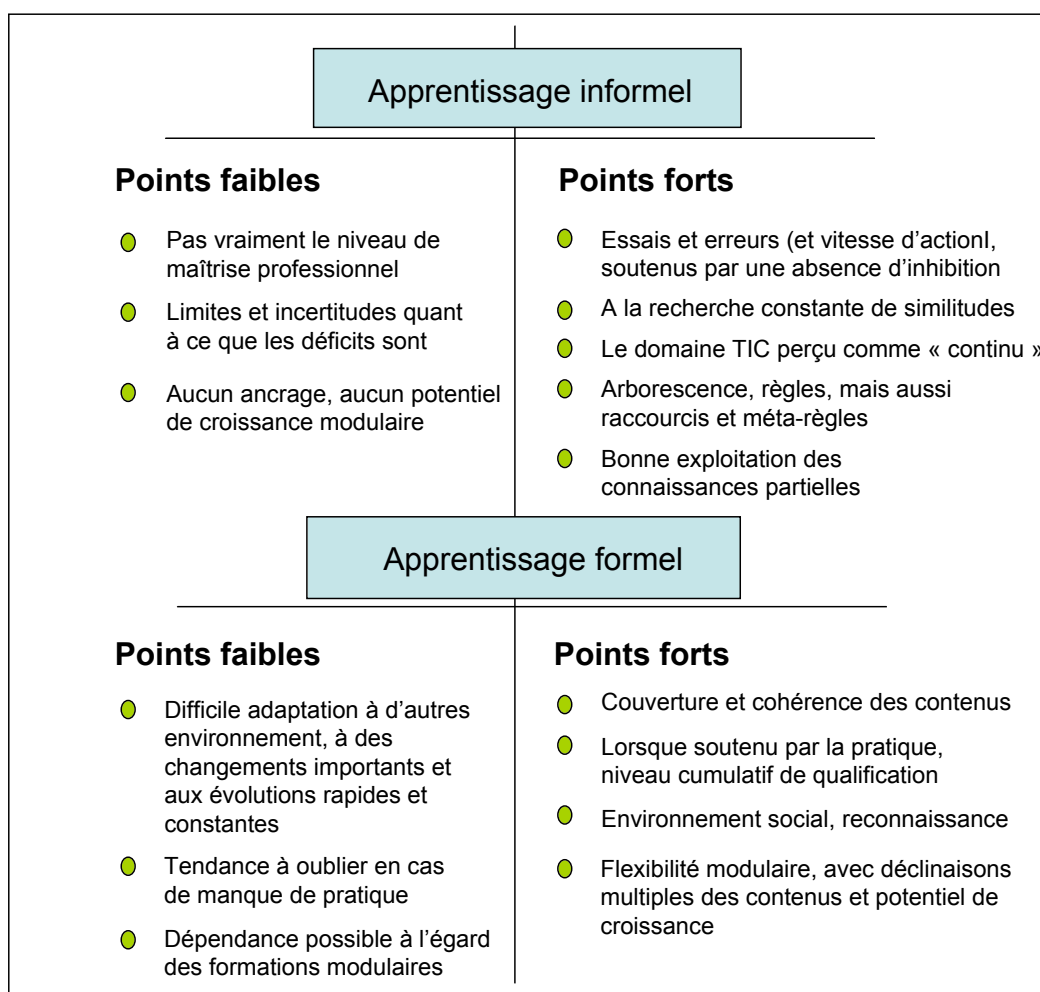 Apprentissage informel
Points faibles
Pas vraiment le niveau de
maîtrise professionnel
Limites et incertitudes quant
à ce que les déficits sont
Aucun ancrage, aucun potentiel
de croissance modulaire
Points forts
Essais et erreurs (et vitesse d'actionI,
soutenus par une absence d'inhibition
A la recherche constante de similitudes
Le domaine TIC perçu comme « continu »
Arborescence, règles, mais aussi
raccourcis et méta-règles
Bonne exploitation des
connaissances partielles
Apprentissage formel
Points faibles
Difficile adaptation à d'autres
environnement, à des
changements importants et
aux évolutions rapides et
constantes
Tendance à oublier en cas
de manque de pratique
Dépendance possible à l'égard
des formations modulaires
Points forts
Couverture et cohérence des contenus
Lorsque soutenu par la pratique,
niveau cumulatif de qualification
Environnement social, reconnaissance
Flexibilité modulaire, avec déclinaisons
multiples des contenus et potentiel de
croissance